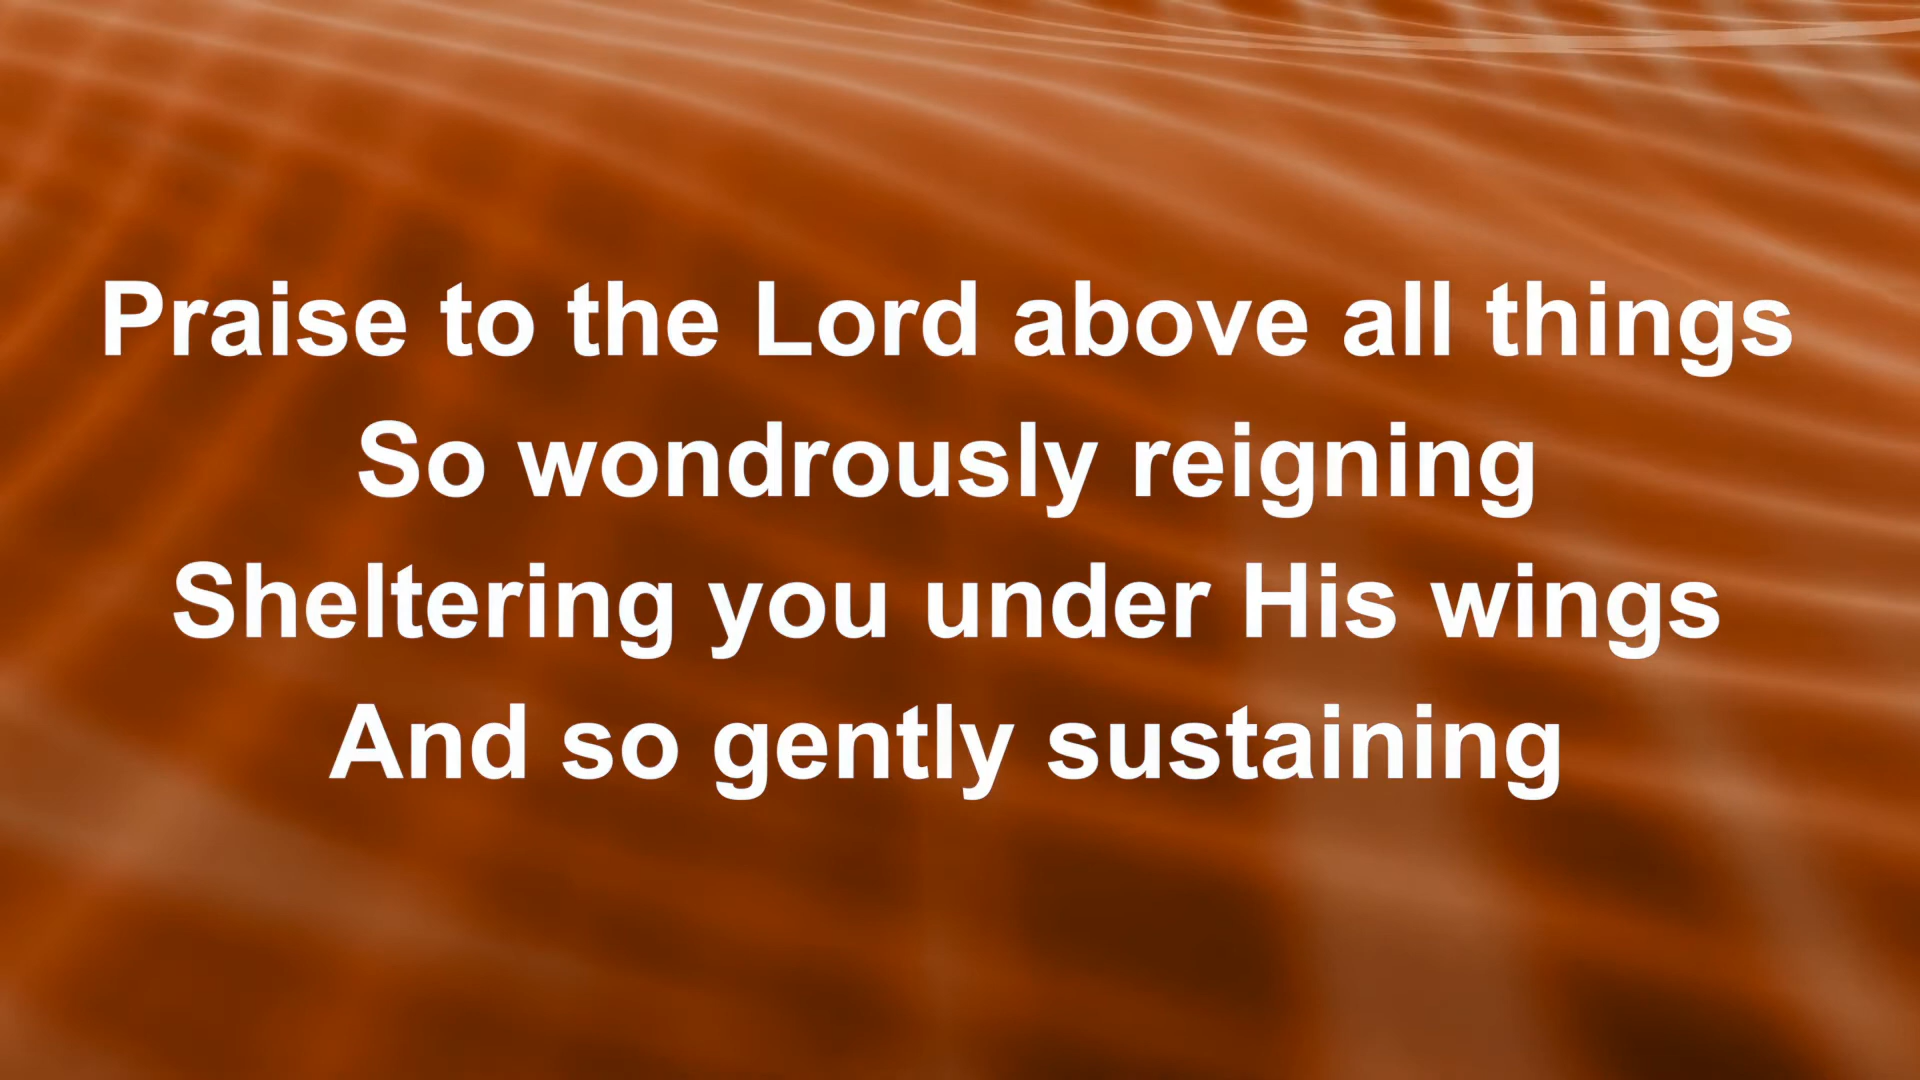 Praise to the Lord above all things
So wondrously reigning
Sheltering you under His wings
And so gently sustaining